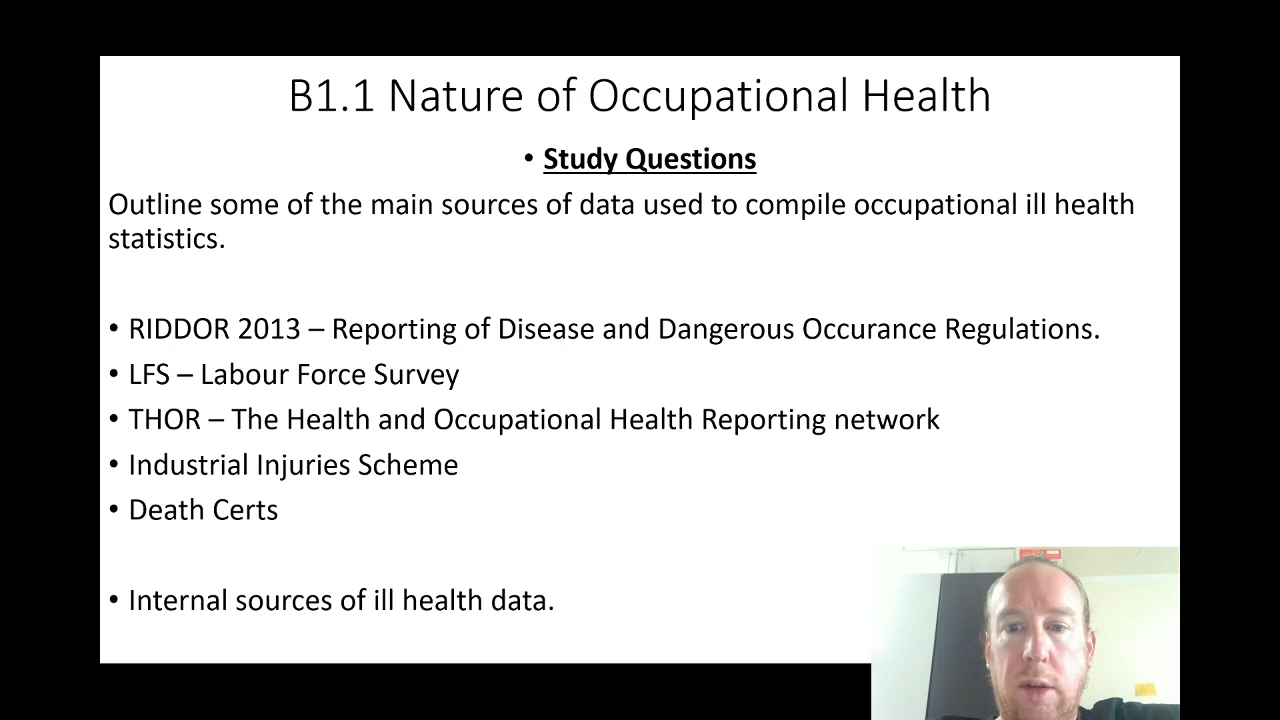 B1.1 Nature of Occupational Health
• Study Questions
Outline some of the main sources of data used to compile occupational ill health
statistics.
• RIDDOR 2013 – Reporting of Disease and Dangerous Occurance Regulations.
• LFS – Labour Force Survey
• THOR – The Health and Occupational Health Reporting network
• Industrial Injuries Scheme
• Death Certs
• Internal sources of ill health data.